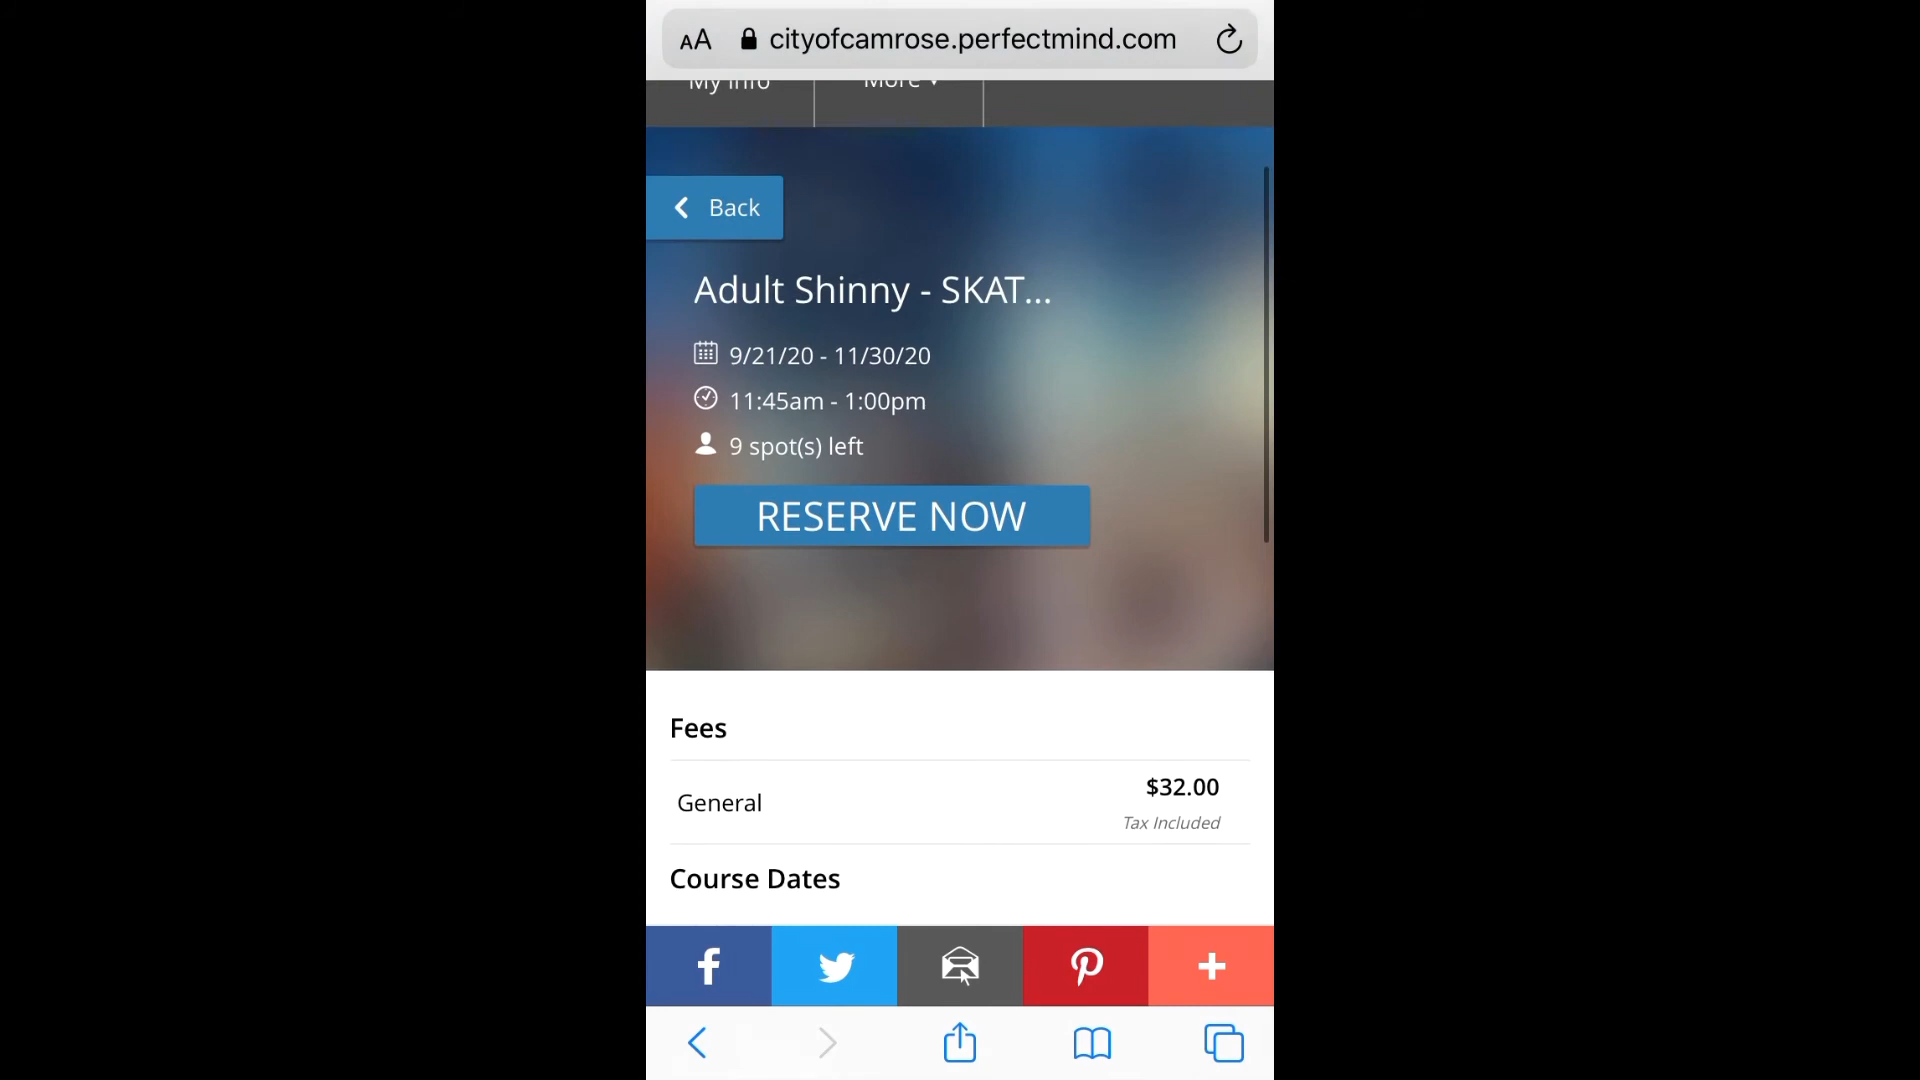 AA cityofcamrose.perfectmind.com
My Info More
Back
Adult Shinny - SKAT...
9/21/20 - 11/30/20
11:45am - 1:00pm
9 spot(s) left
RESERVE NOW
Fees
General
$32.00
Tax Included
Course Dates